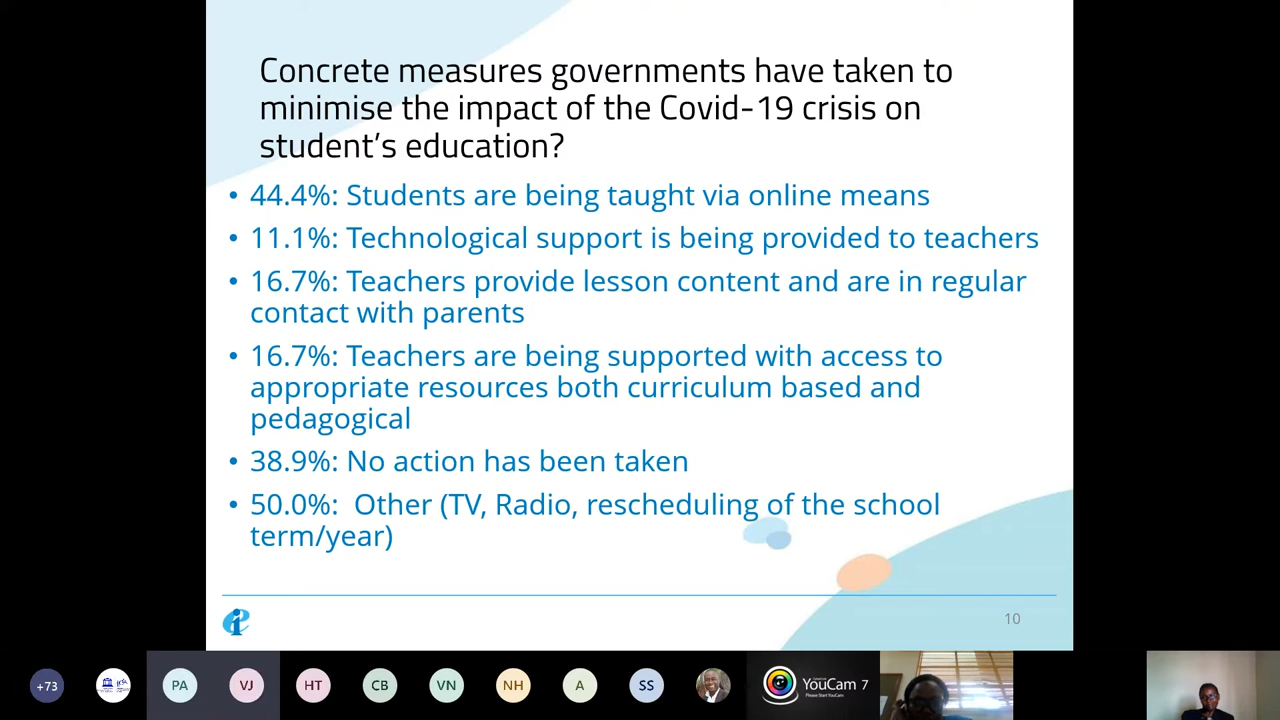 Concrete measures governments have taken to
minimise the impact of the Covid-19 crisis on
student's education?
• 44.4%: Students are being taught via online means
• 11.1%: Technological support is being provided to teachers
• 16.7%: Teachers provide lesson content and are in regular
contact with parents
• 16.7%: Teachers are being supported with access to
appropriate resources both curriculum based and
pedagogical
• 38.9%: No action has been taken
• 50.0%:  Other (TV, Radio, rescheduling of the school
term/year)
10
+73
PA
VJ
HT
CB
VN
NH
A
SS
YouCam 7
Please Start YouCam